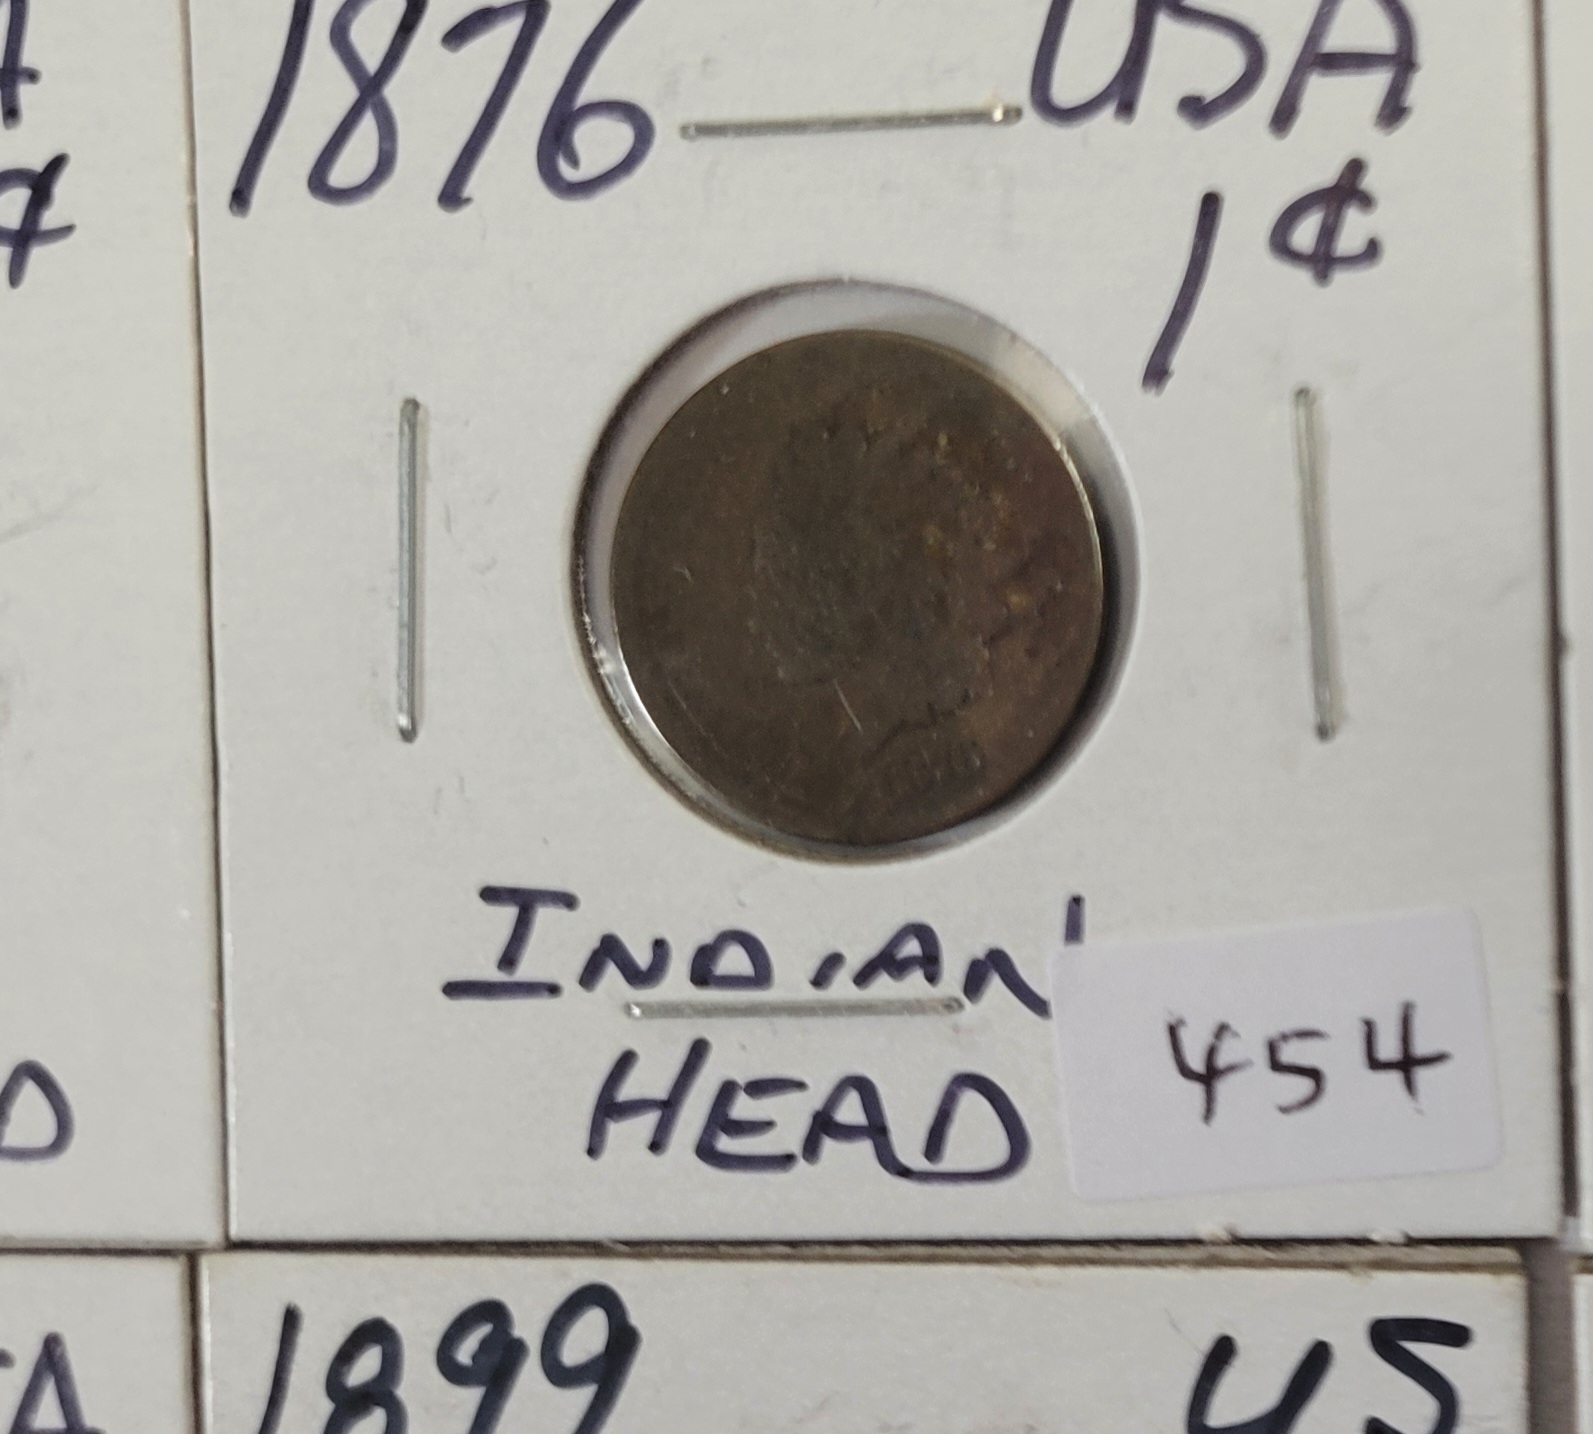 1876 USA
1¢
INDIAN
HEAD
454
1899 US